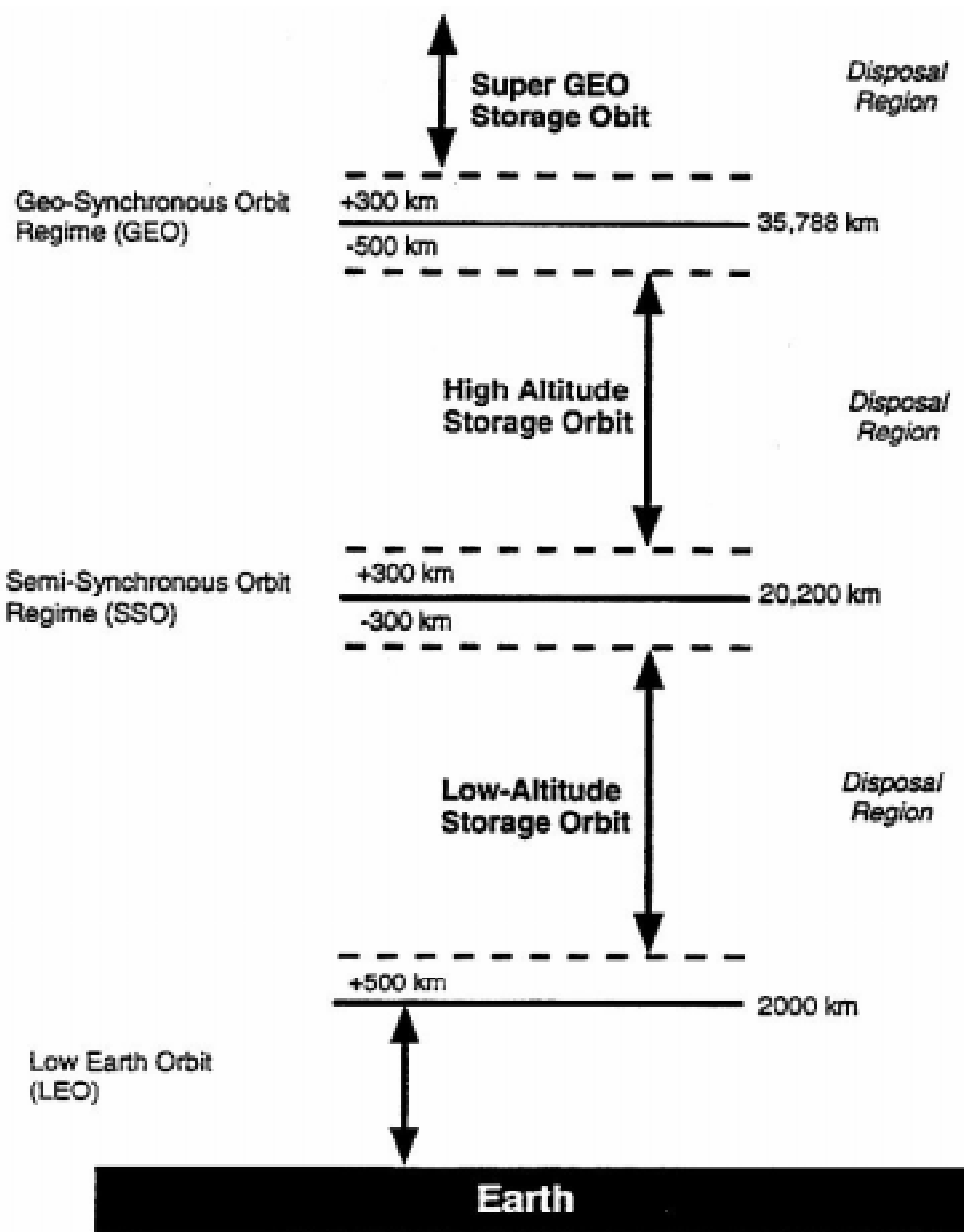 Super GEO
Storage Obit
Disposal
Region
Geo-Synchronous Orbit
Regime (GEO)
+300 km
35,788 km
-500 km
High Altitude
Storage Orbit
Disposal
Region
Semi-Synchronous Orbit
Regime (SSO)
+300 km
20,200 km
-300 km
Low-Altitude
Storage Orbit
Disposal
Region
+500 km
2000 km
Low Earth Orbit
(LEO)
Earth